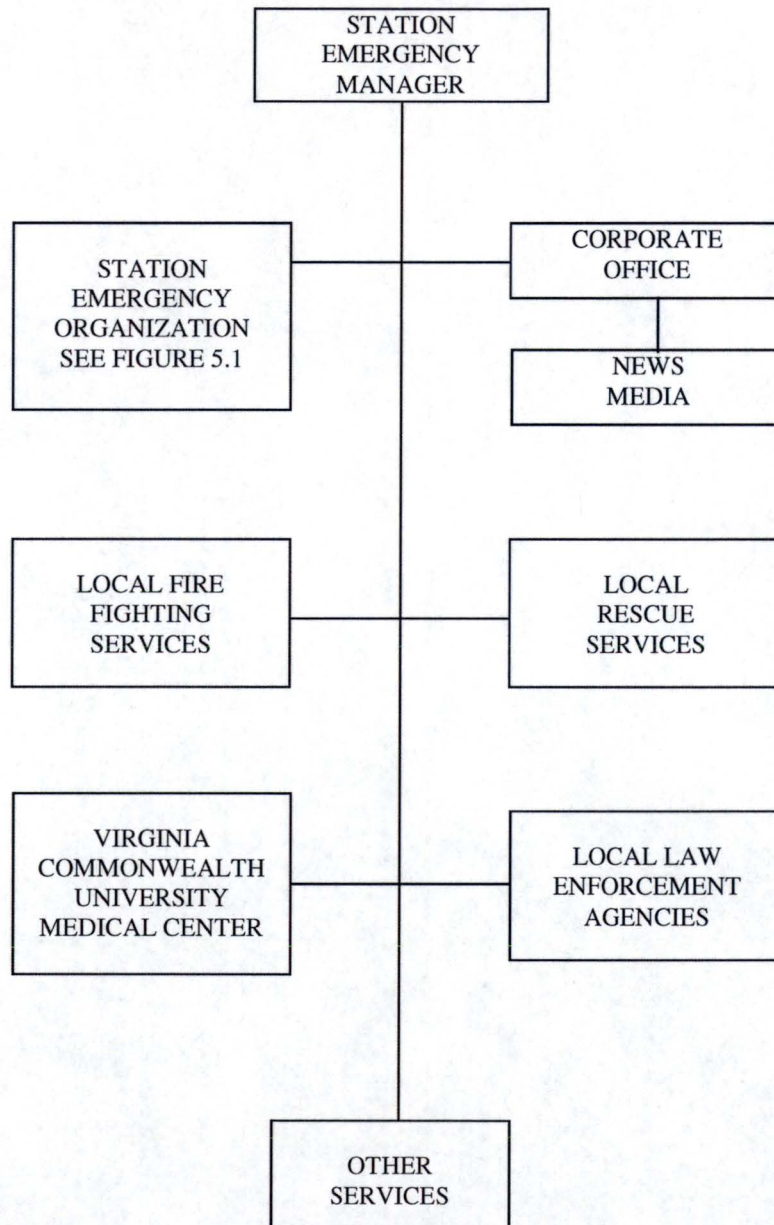 STATION
EMERGENCY
MANAGER
STATION
EMERGENCY
ORGANIZATION
SEE FIGURE 5.1
CORPORATE
OFFICE
NEWS
MEDIA
LOCAL FIRE
FIGHTING
SERVICES
LOCAL
RESCUE
SERVICES
VIRGINIA
COMMONWEALTH
UNIVERSITY
MEDICAL CENTER
LOCAL LAW
ENFORCEMENT
AGENCIES
OTHER
SERVICES